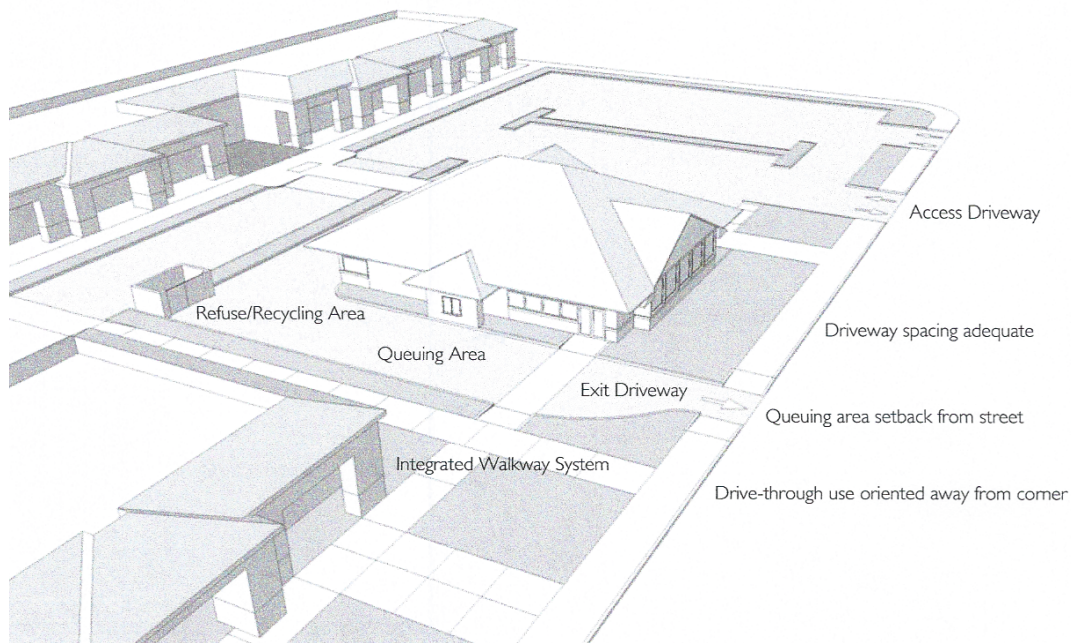 Access Driveway
Refuse/Recycling Area
Driveway spacing adequate
Queuing Area
Exit Driveway
Queuing area setback from street
Integrated Walkway System
Drive-through use oriented away from corner